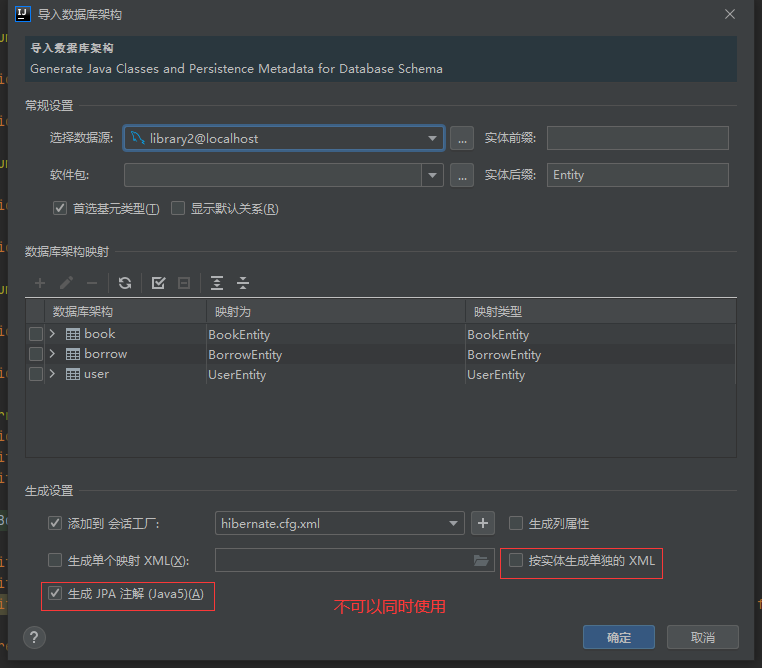 导入数据库架构
导入数据库架构
Generate Java Classes and Persistence Metadata for Database Schema
常规设置
选择数据源: library2@localhost ... 实体前缀:
软件包: ... 实体后缀: Entity
首选基元类型(T) 显示默认关系(R)
数据库架构映射
数据库架构 映射为 映射类型
book BookEntity BookEntity
borrow BorrowEntity BorrowEntity
user UserEntity UserEntity
生成设置
添加到 会话工厂: hibernate.cfg.xml 生成列属性
生成单个映射 XML(X): 按实体生成单独的 XML
生成 JPA 注解 (Java5)(A) 不可以同时使用
? 确定 取消